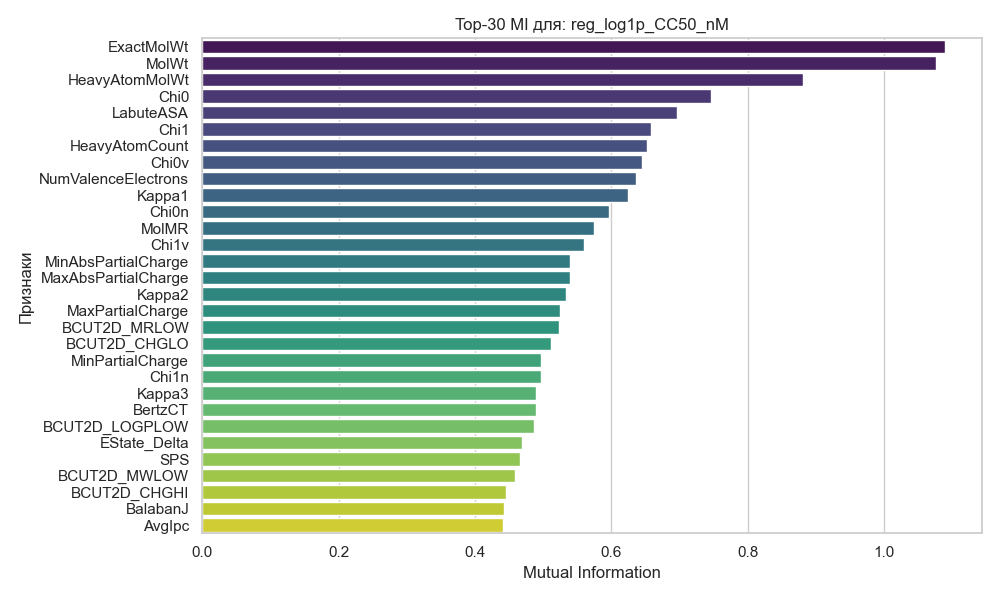 Top-30 MI для: reg_log1p_CC50_nM
Признаки
ExactMolWt
MolWt
HeavyAtomMolWt
Chi0
LabuteASA
Chi1
HeavyAtomCount
Chi0v
NumValenceElectrons
Kappa1
Chi0n
MolMR
Chi1v
MinAbsPartialCharge
MaxAbsPartialCharge
Kappa2
MaxPartialCharge
BCUT2D_MRLOW
BCUT2D_CHGLO
MinPartialCharge
Chi1n
Kappa3
BertzCT
BCUT2D_LOGPLOW
EState_Delta
SPS
BCUT2D_MWLOW
BCUT2D_CHGHI
BalabanJ
AvgIpc
0.0 0.2 0.4 0.6 0.8 1.0
Mutual Information